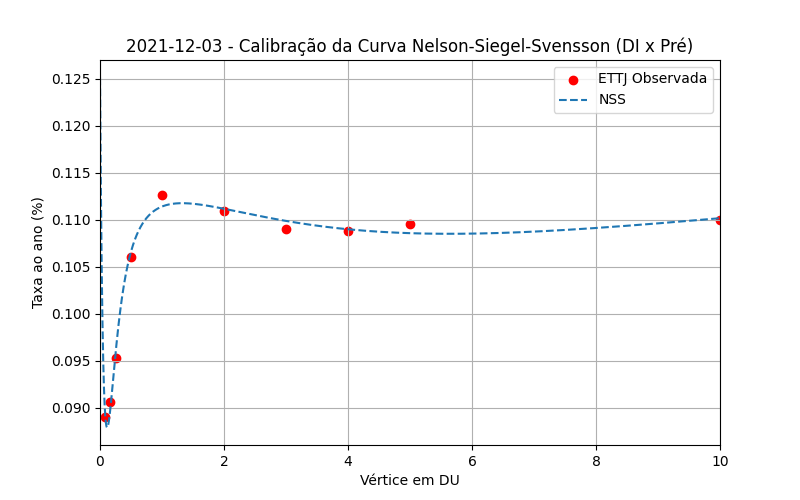 2021-12-03 - Calibração da Curva Nelson-Siegel-Svensson (DI x Pré)
ETTJ Observada
NSS
Taxa ao ano (%)
0.125
0.120
0.115
0.110
0.105
0.100
0.095
0.090
0 2 4 6 8 10
Vértice em DU